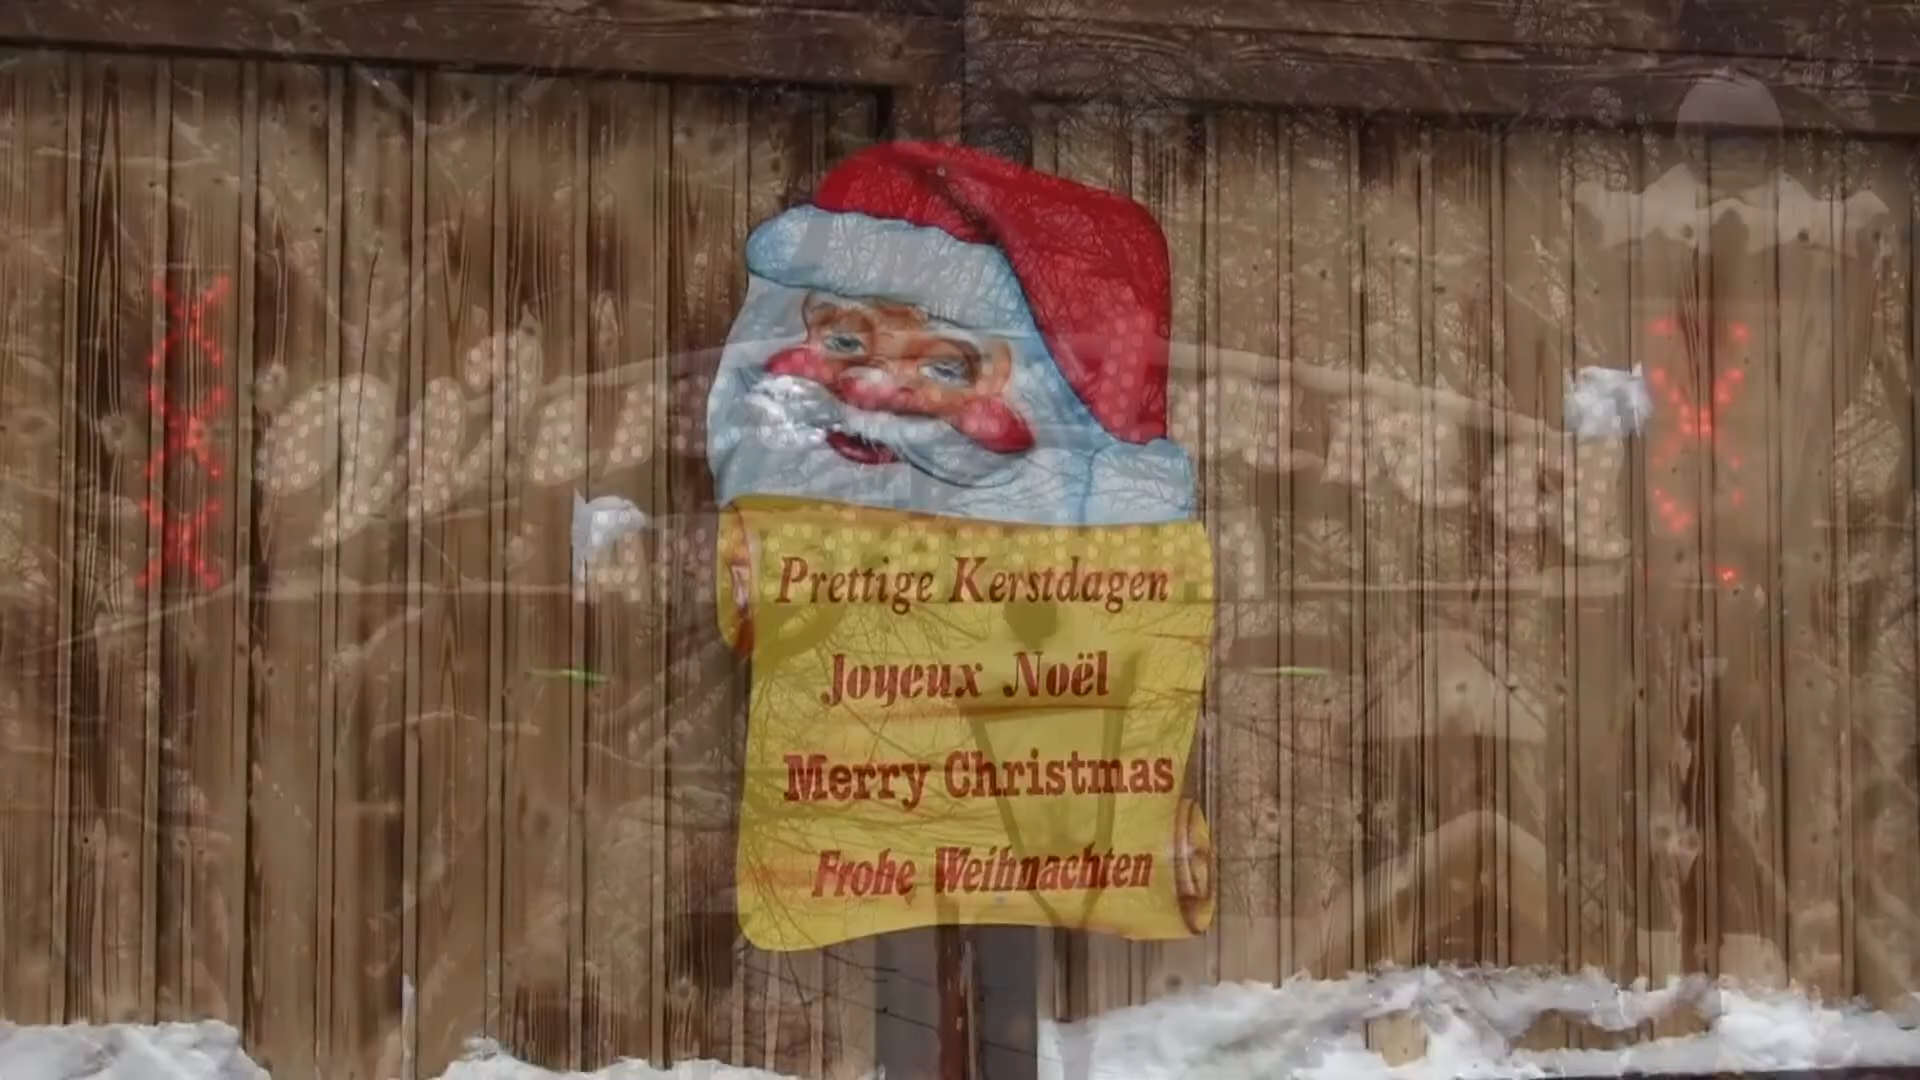 Prettige Kerstdagen
Joyeux Noël
Merry Christmas
Frohe Weihnachten